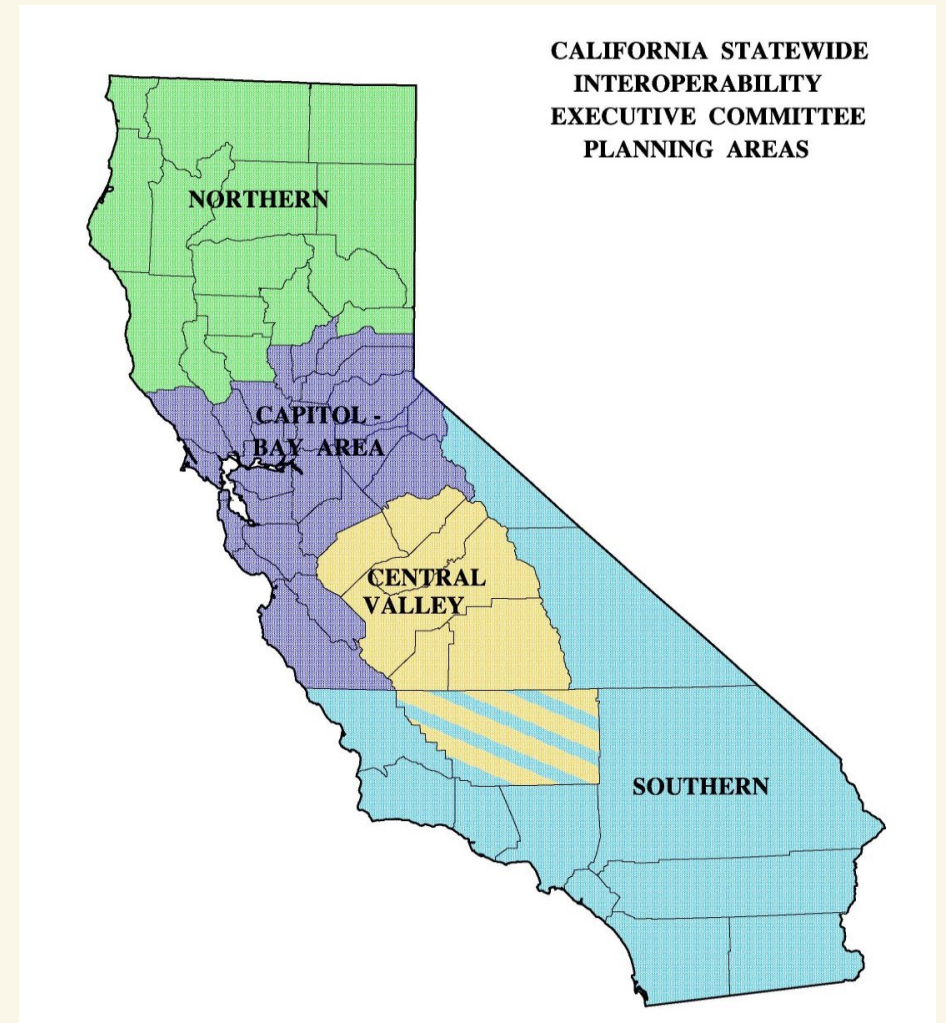 CALIFORNIA STATEWIDE
INTEROPERABILITY
EXECUTIVE COMMITTEE
PLANNING AREAS
NORTHERN
CAPITOL -
BAY AREA
CENTRAL
VALLEY
SOUTHERN